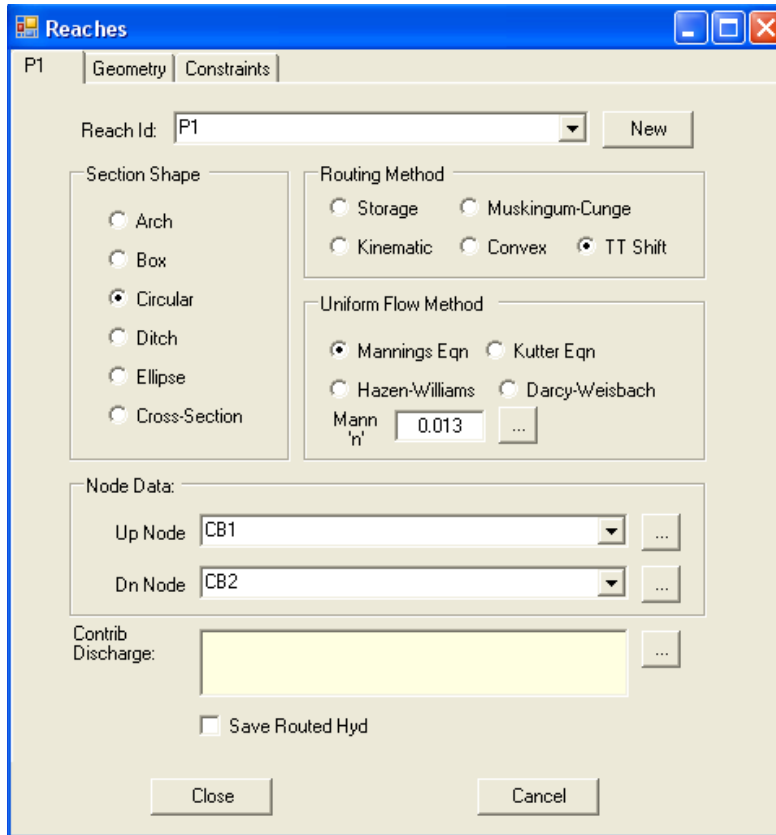 Reaches
P1 Geometry Constraints
Reach Id: P1 New
Section Shape
Arch
Box
Circular
Ditch
Ellipse
Cross-Section
Routing Method
Storage Muskingum-Cunge
Kinematic Convex TT Shift
Uniform Flow Method
Mannings Eqn Kutter Eqn
Hazen-Williams Darcy-Weisbach
Mann
'n' 0.013 ...
Node Data:
Up Node CB1 ...
Dn Node CB2 ...
Contrib
Discharge: ...
Save Routed Hyd
Close Cancel